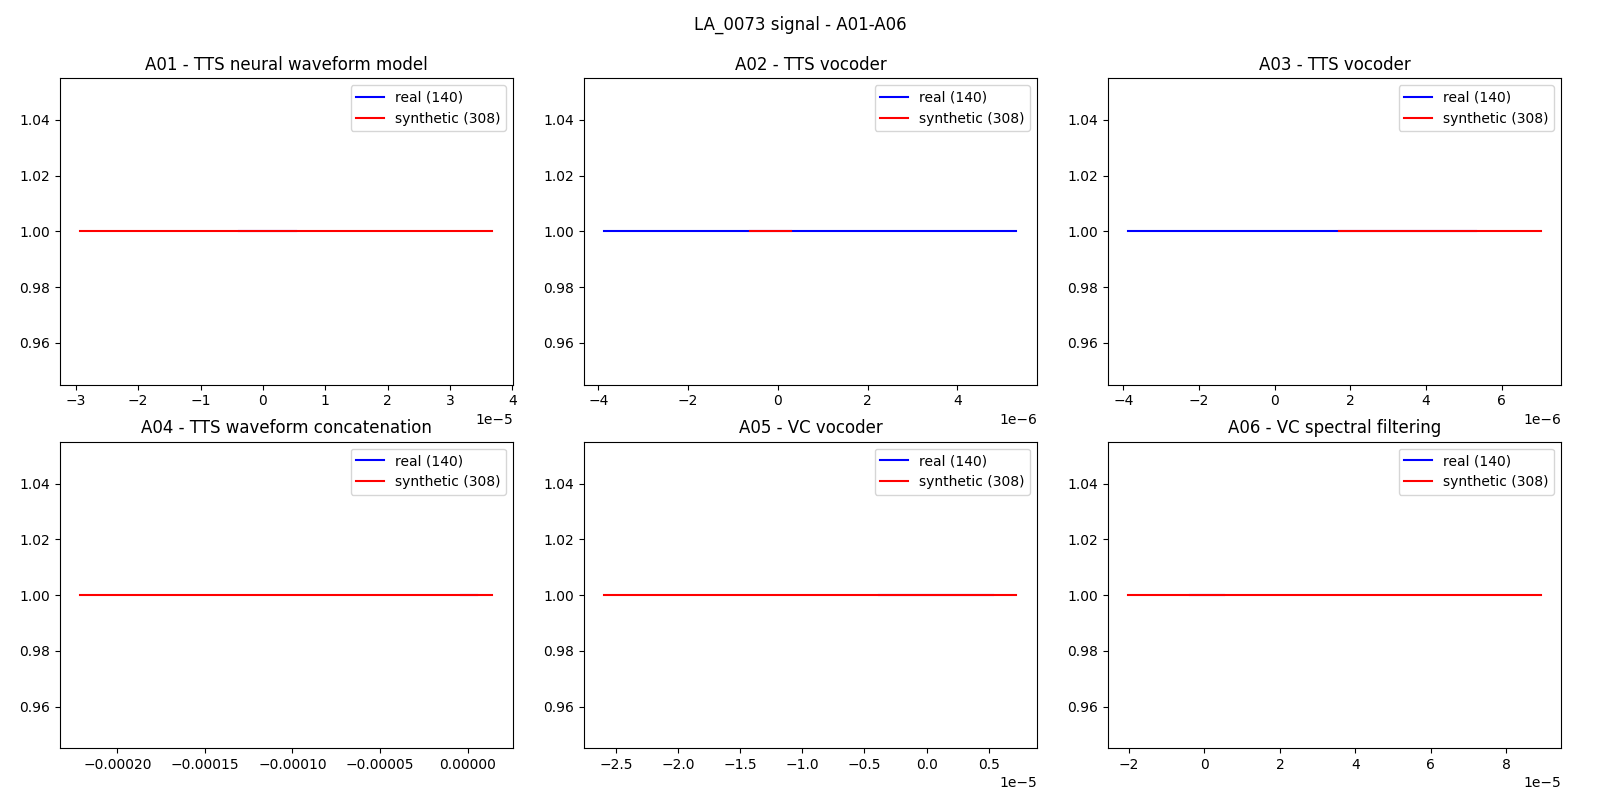 LA_0073 signal - A01-A06
A01 - TTS neural waveform model
real (140)
synthetic (308)
1.04
1.02
1.00
0.98
0.96
−3 −2 −1 0 1 2 3 4
1e−5
A02 - TTS vocoder
real (140)
synthetic (308)
1.04
1.02
1.00
0.98
0.96
−4 −2 0 2 4
1e−6
A03 - TTS vocoder
real (140)
synthetic (308)
1.04
1.02
1.00
0.98
0.96
−4 −2 0 2 4 6
1e−6
A04 - TTS waveform concatenation
real (140)
synthetic (308)
1.04
1.02
1.00
0.98
0.96
−0.00020 −0.00015 −0.00010 −0.00005 0.00000
A05 - VC vocoder
real (140)
synthetic (308)
1.04
1.02
1.00
0.98
0.96
−2.5 −2.0 −1.5 −1.0 −0.5 0.0 0.5
1e−5
A06 - VC spectral filtering
real (140)
synthetic (308)
1.04
1.02
1.00
0.98
0.96
−2 0 2 4 6 8
1e−5